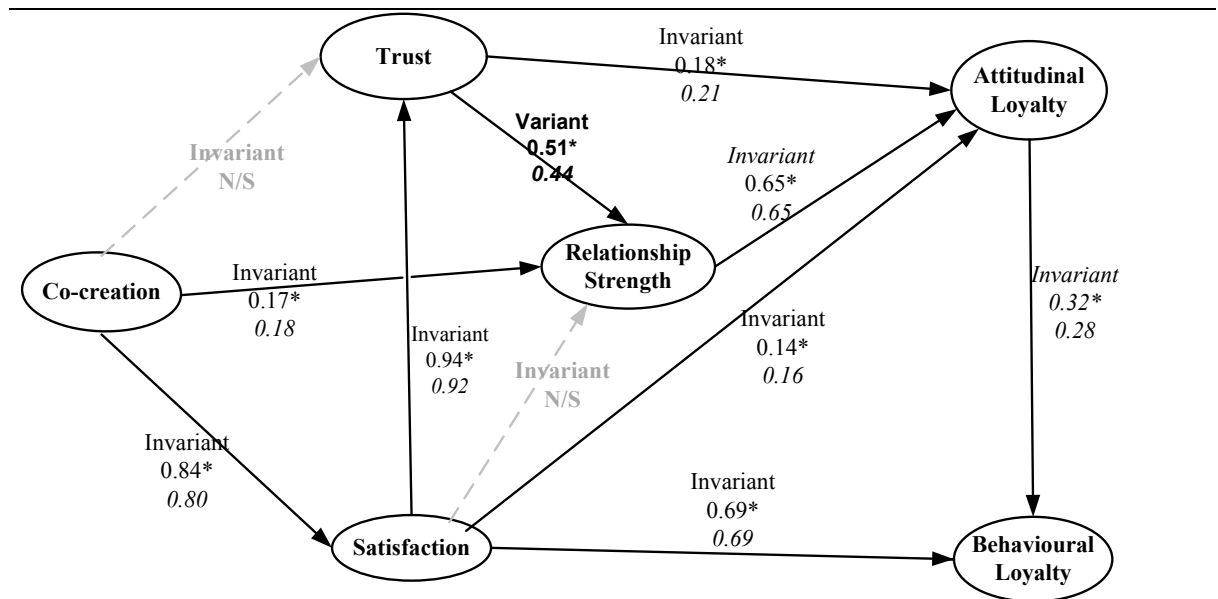 Trust
Invariant
0.18*
0.21
Attitudinal
Loyalty
Variant
0.51*
0.44
Invariant
N/S
Invariant
0.65*
0.65
Relationship
Strength
Co-creation
Invariant
0.17*
0.18
Invariant
0.32*
0.28
Invariant
0.94*
0.92
Invariant
N/S
Invariant
0.14*
0.16
Invariant
0.84*
0.80
Invariant
0.69*
0.69
Satisfaction
Behavioural
Loyalty